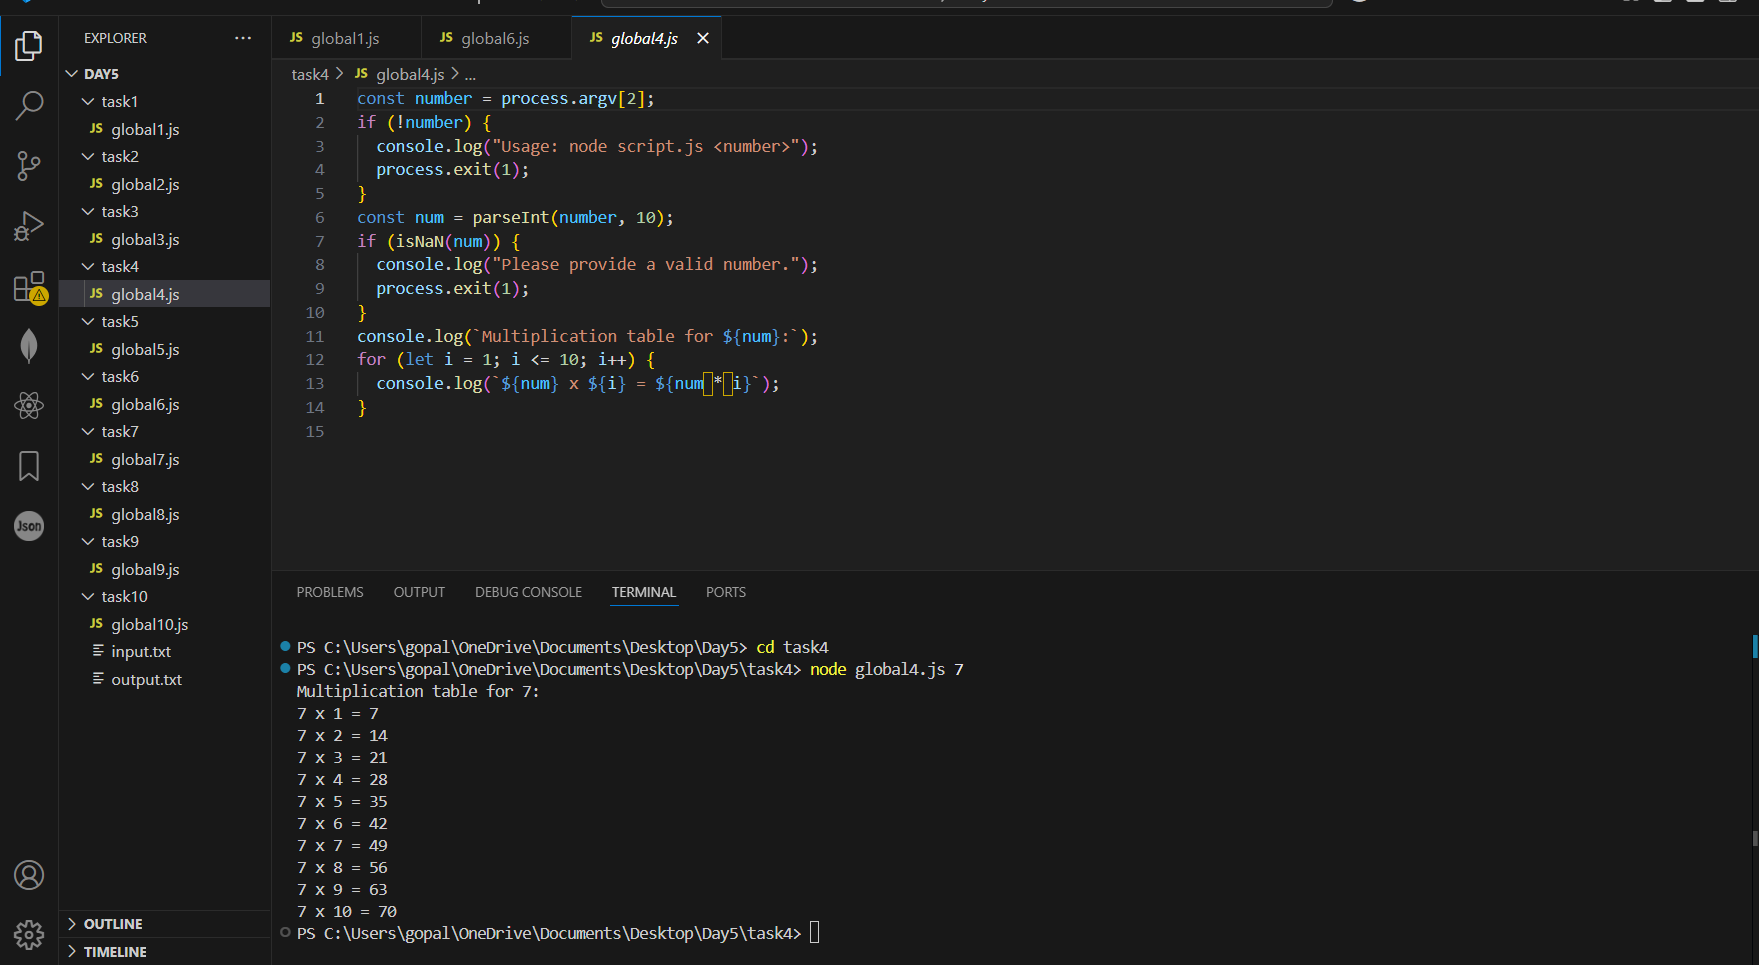 EXPLORER
DAY5
task1
JS global1.js
task2
JS global2.js
task3
JS global3.js
task4
JS global4.js
task5
JS global5.js
task6
JS global6.js
task7
JS global7.js
task8
JS global8.js
task9
JS global9.js
task10
JS global10.js
input.txt
output.txt
OUTLINE
TIMELINE
Json
JS global1.js
JS global6.js
JS global4.js
task4 > JS global4.js > ...
1 const number = process.argv[2];
2 if (!number) {
3 console.log("Usage: node script.js <number>");
4 process.exit(1);
5 }
6 const num = parseInt(number, 10);
7 if (isNaN(num)) {
8 console.log("Please provide a valid number.");
9 process.exit(1);
10 }
11 console.log(`Multiplication table for ${num}:`);
12 for (let i = 1; i <= 10; i++) {
13 console.log(`${num} x ${i} = ${num * i}`);
14 }
15
PROBLEMS OUTPUT DEBUG CONSOLE TERMINAL PORTS
PS C:\Users\gopal\OneDrive\Documents\Desktop\Day5> cd task4
PS C:\Users\gopal\OneDrive\Documents\Desktop\Day5\task4> node global4.js 7
Multiplication table for 7:
7 x 1 = 7
7 x 2 = 14
7 x 3 = 21
7 x 4 = 28
7 x 5 = 35
7 x 6 = 42
7 x 7 = 49
7 x 8 = 56
7 x 9 = 63
7 x 10 = 70
PS C:\Users\gopal\OneDrive\Documents\Desktop\Day5\task4>